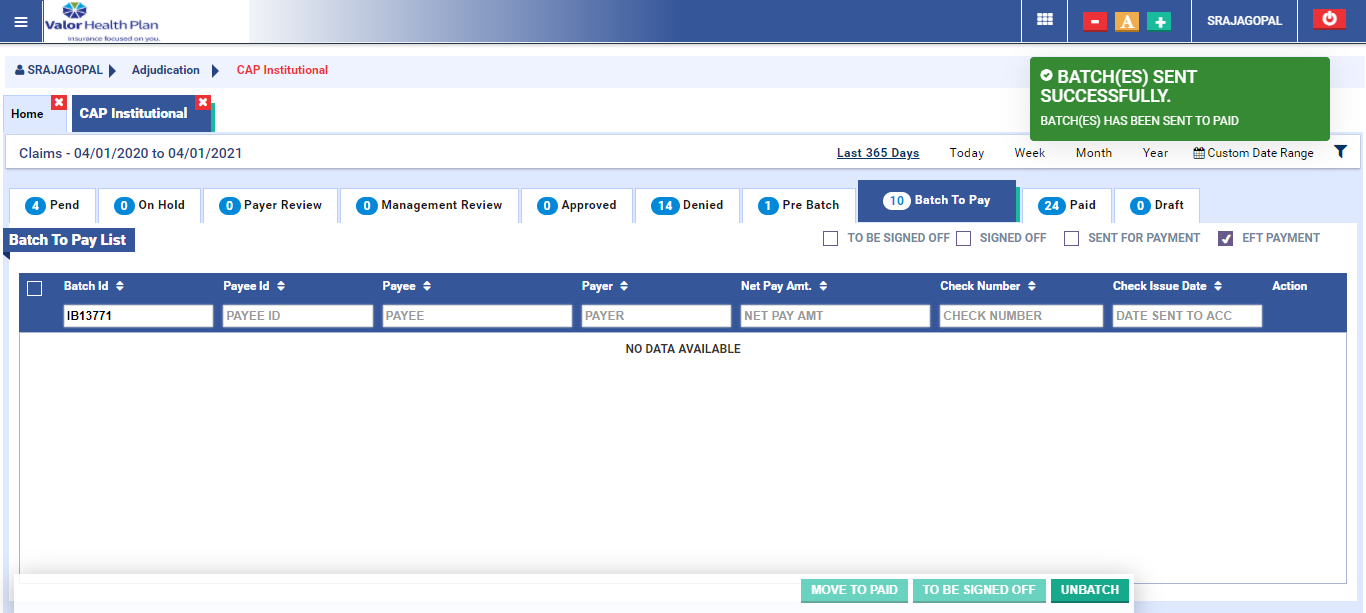 Valor Health Plan
Insurance focused on you.
A
SRAJAGOPAL
SRAJAGOPAL Adjudication CAP Institutional
BATCH(ES) SENT
SUCCESSFULLY.
BATCH(ES) HAS BEEN SENT TO PAID
Home CAP Institutional
Claims - 04/01/2020 to 04/01/2021 Last 365 Days Today Week Month Year Custom Date Range
4 Pend 0 On Hold 0 Payer Review 0 Management Review 0 Approved 14 Denied 1 Pre Batch 10 Batch To Pay 24 Paid 0 Draft
Batch To Pay List TO BE SIGNED OFF SIGNED OFF SENT FOR PAYMENT EFT PAYMENT
Batch Id Payee Id Payee Payer Net Pay Amt. Check Number Check Issue Date Action
IB13771 PAYEE ID PAYEE PAYER NET PAY AMT CHECK NUMBER DATE SENT TO ACC
NO DATA AVAILABLE
MOVE TO PAID TO BE SIGNED OFF UNBATCH